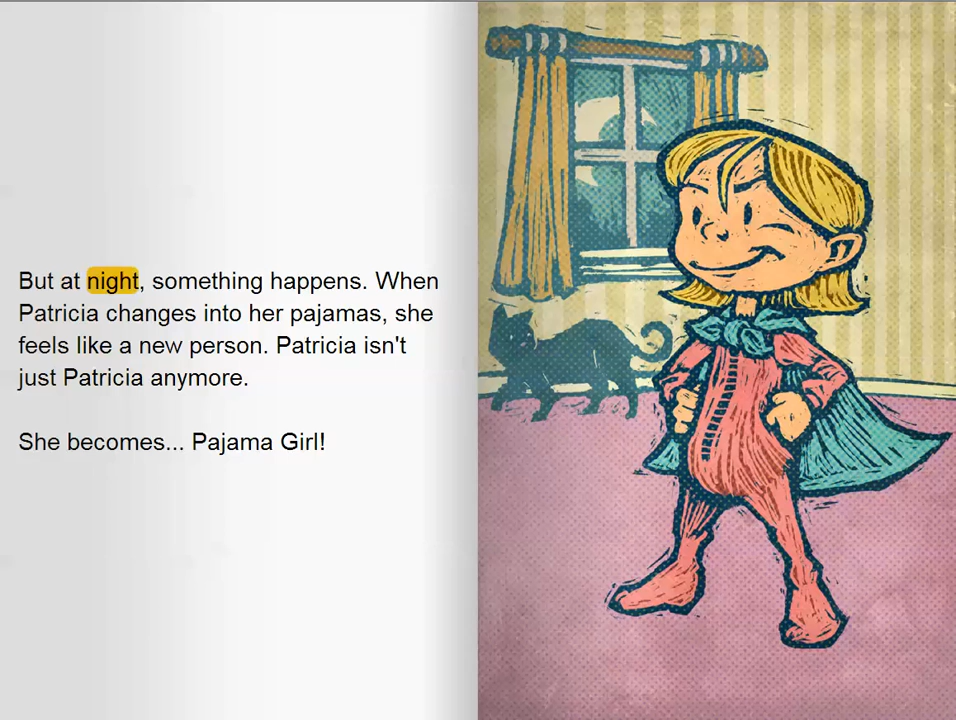 But at night, something happens. When
Patricia changes into her pajamas, she
feels like a new person. Patricia isn't
just Patricia anymore.
She becomes... Pajama Girl!